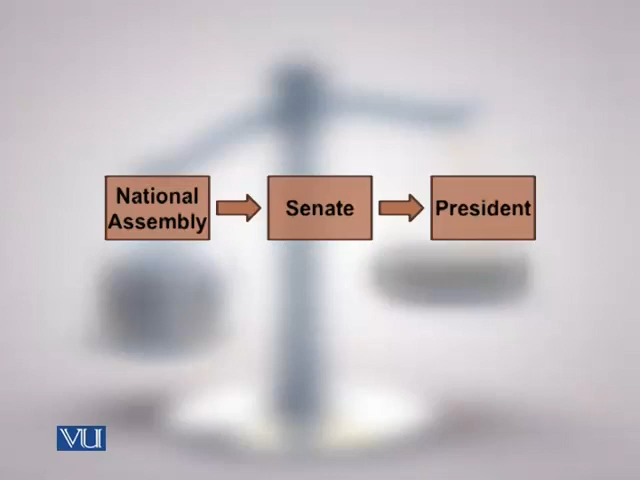 National
Assembly
Senate
President
VU